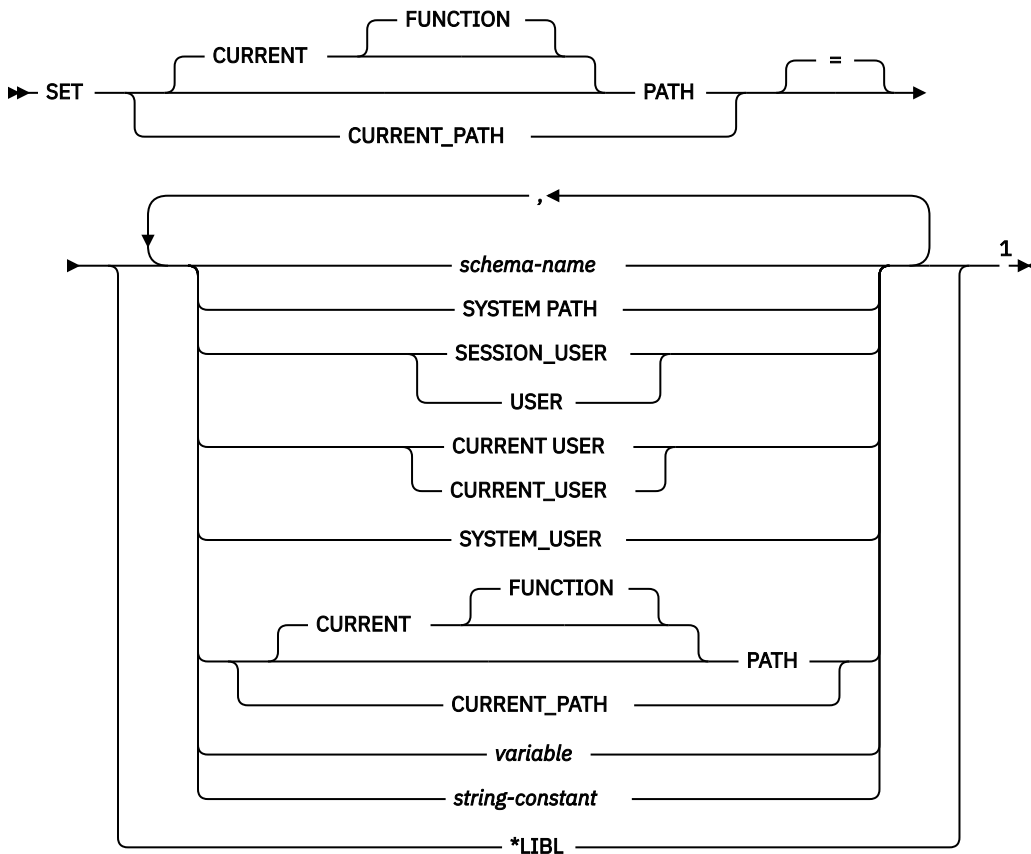 FUNCTION
CURRENT =
SET PATH
CURRENT_PATH
,
1
schema-name
SYSTEM PATH
SESSION_USER
USER
CURRENT USER
CURRENT_USER
SYSTEM_USER
FUNCTION
CURRENT
PATH
CURRENT_PATH
variable
string-constant
*LIBL